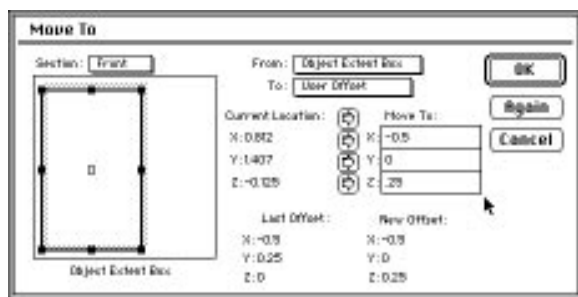 Move To
Section: Front
From: Object Extent Box
To: User Offset
OK
Again
Cancel
Current Location:
Move To:
X:0.812
X: -0.5
Y:1.407
Y: 0
Z:-0.125
Z: .25
Last Offset:
New Offset:
X:-0.5
X:-0.5
Y:0.25
Y:0
Z:0
Z:0.25
Object Extent Box